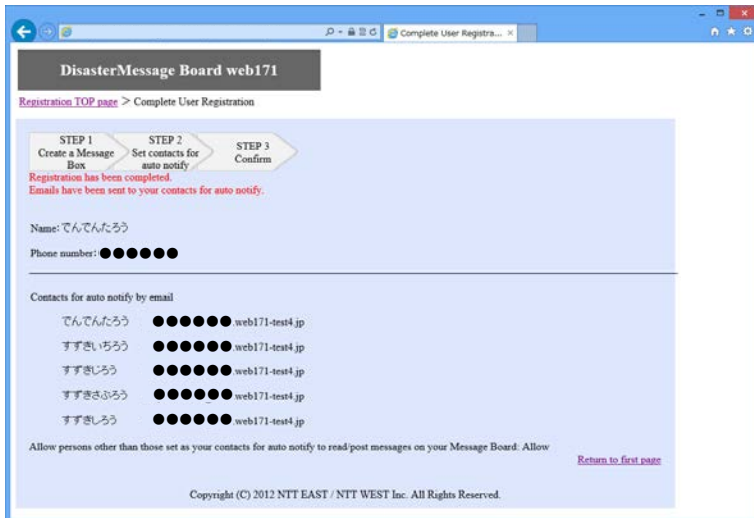 Complete User Registra...
DisasterMessage Board web171
Registration TOP page > Complete User Registration
STEP 1
Create a Message
Box
STEP 2
Set contacts for
auto notify
STEP 3
Confirm
Registration has been completed.
Emails have been sent to your contacts for auto notify.
Name:でんでんたろう
Phone number:●●●●●●
Contacts for auto notify by email
でんでんたろう ●●●●●●.web171-test4.jp
すずきいちろう ●●●●●●.web171-test4.jp
すずきじろう ●●●●●●.web171-test4.jp
すずきさぶろう ●●●●●●.web171-test4.jp
すずきしろう ●●●●●●.web171-test4.jp
Allow persons other than those set as your contacts for auto notify to read/post messages on your Message Board: Allow
Return to first page
Copyright (C) 2012 NTT EAST / NTT WEST Inc. All Rights Reserved.